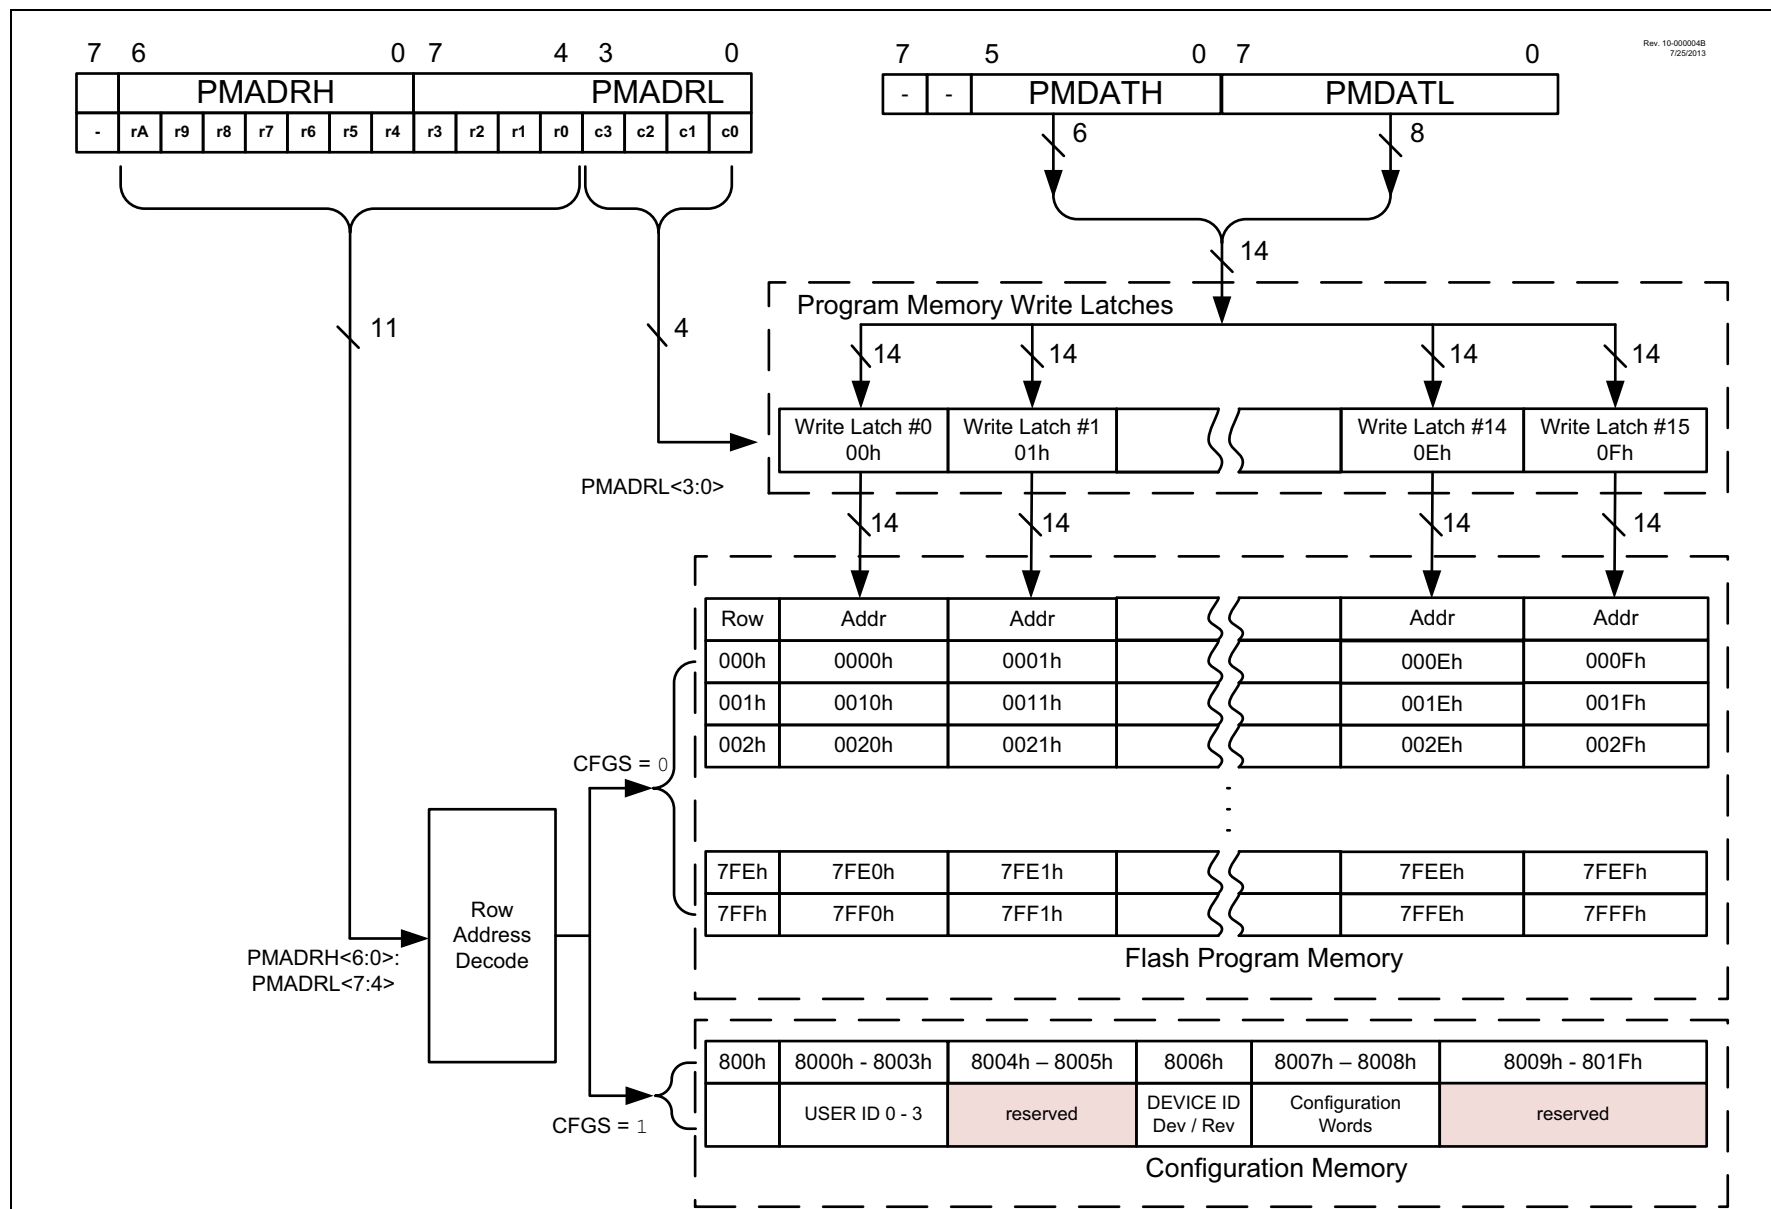 7 6 0 7 4 3 0
7 5 0 7 0
Rev. 10-000004B
7/25/2013
PMADRH PMADRL
- - PMDATH PMDATL
- rA r9 r8 r7 r6 r5 r4 r3 r2 r1 r0 c3 c2 c1 c0
6 8
14
11 4
Program Memory Write Latches
14 14 14 14
Write Latch #0 Write Latch #1 Write Latch #14 Write Latch #15
00h 01h 0Eh 0Fh
PMADRL<3:0>
14 14 14 14
Row Addr Addr Addr Addr
000h 0000h 0001h 000Eh 000Fh
001h 0010h 0011h 001Eh 001Fh
002h 0020h 0021h 002Eh 002Fh
CFGS = 0
7FEh 7FE0h 7FE1h 7FEEh 7FEFh
7FFh 7FF0h 7FF1h 7FFEh 7FFFh
Flash Program Memory
Row
Address
Decode
PMADRH<6:0>:
PMADRL<7:4>
800h 8000h - 8003h 8004h – 8005h 8006h 8007h – 8008h 8009h - 801Fh
USER ID 0 - 3 reserved DEVICE ID Configuration reserved
Dev / Rev Words
CFGS = 1
Configuration Memory